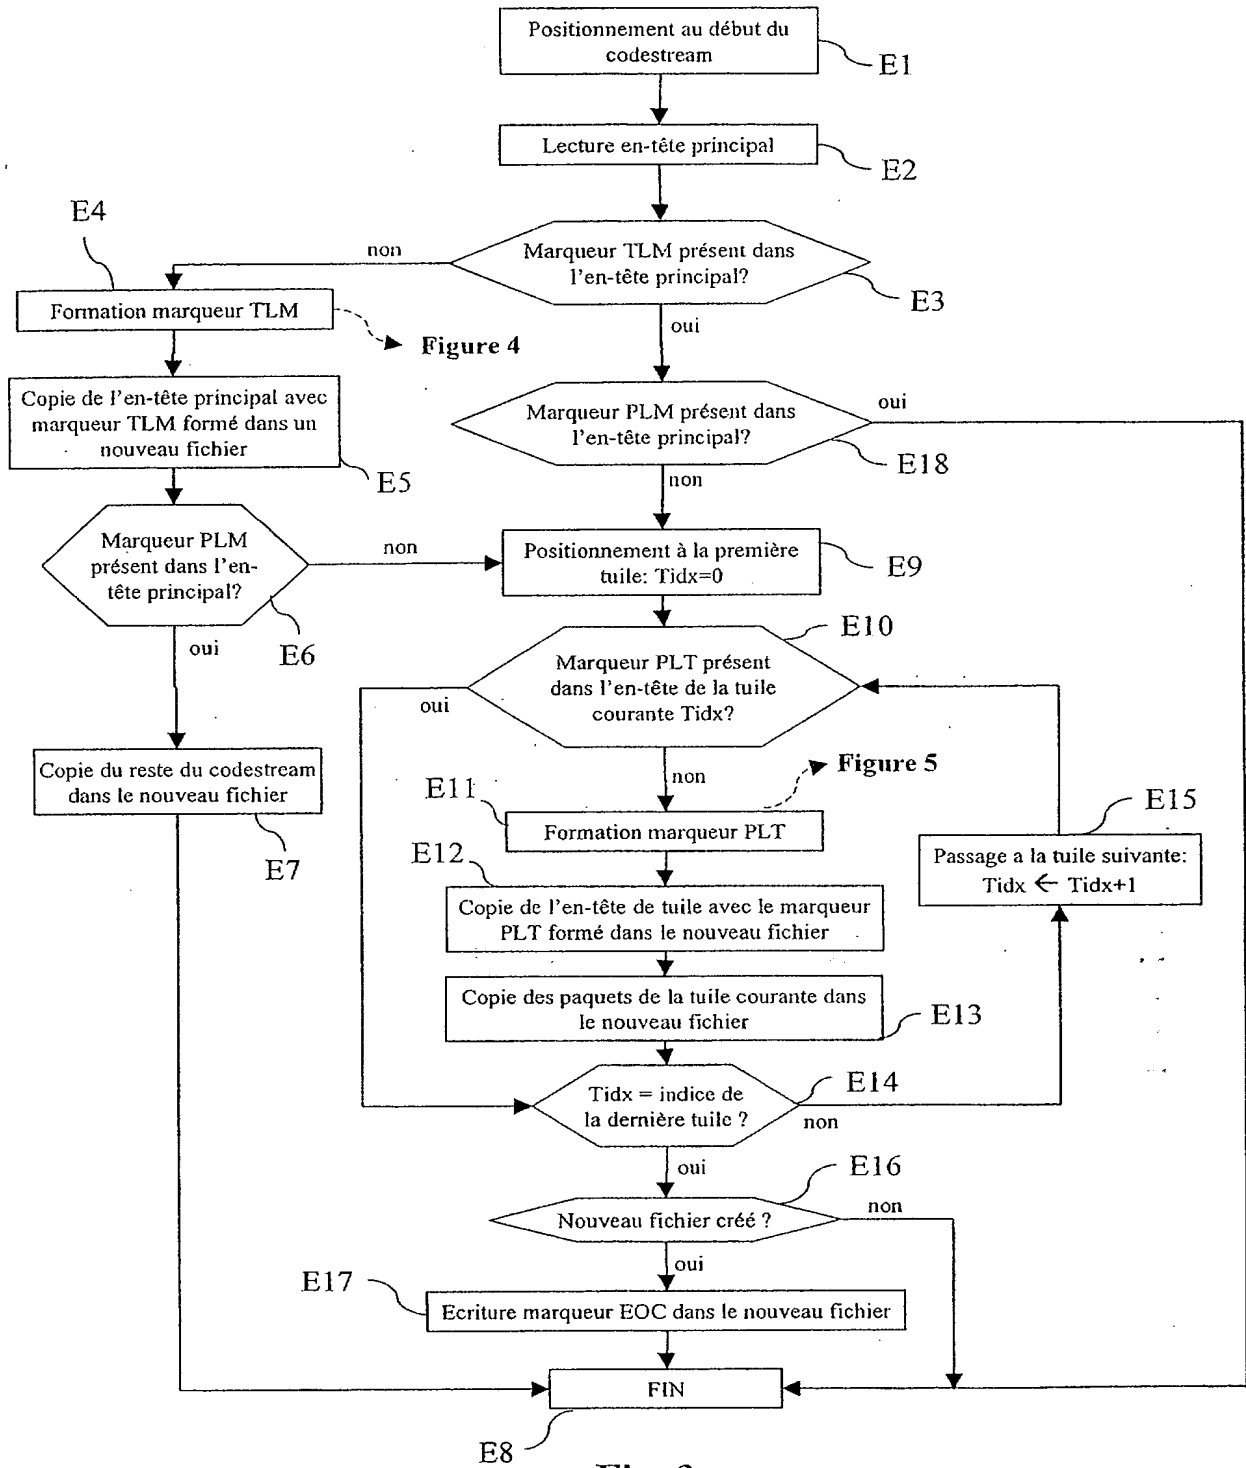 Positionnement au début du
codestream
E1
Lecture en-tête principal
E2
E4
non
Marqueur TLM présent dans
l'en-tête principal?
E3
Formation marqueur TLM
oui
Figure 4
Copie de l'en-tête principal avec
marqueur TLM formé dans un
nouveau fichier
E5
Marqueur PLM présent dans
l'en-tête principal?
oui
E18
non
Marqueur PLM
présent dans l'en-
tête principal?
non
E6
oui
Positionnement à la première
tuile: Tidx=0
E9
E10
Marqueur PLT présent
dans l'en-tête de la tuile
courante Tidx?
oui
non
Copie du reste du codestream
dans le nouveau fichier
E7
Figure 5
E11
Formation marqueur PLT
E15
Passage a la tuile suivante:
Tidx ← Tidx+1
E12
Copie de l'en-tête de tuile avec le marqueur
PLT formé dans le nouveau fichier
Copie des paquets de la tuile courante dans
le nouveau fichier
E13
Tidx = indice de
la dernière tuile ?
E14
non
oui
E16
Nouveau fichier créé ?
non
oui
E17
Ecriture marqueur EOC dans le nouveau fichier
FIN
E8